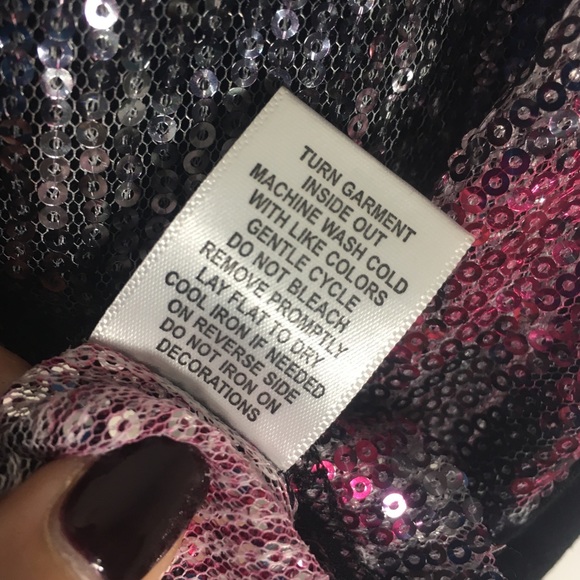 TURN GARMENT
INSIDE OUT
MACHINE WASH COLD
WITH LIKE COLORS
GENTLE CYCLE
DO NOT BLEACH
REMOVE PROMPTLY
LAY FLAT TO DRY
COOL IRON IF NEEDED
ON REVERSE SIDE
DO NOT IRON ON
DECORATIONS